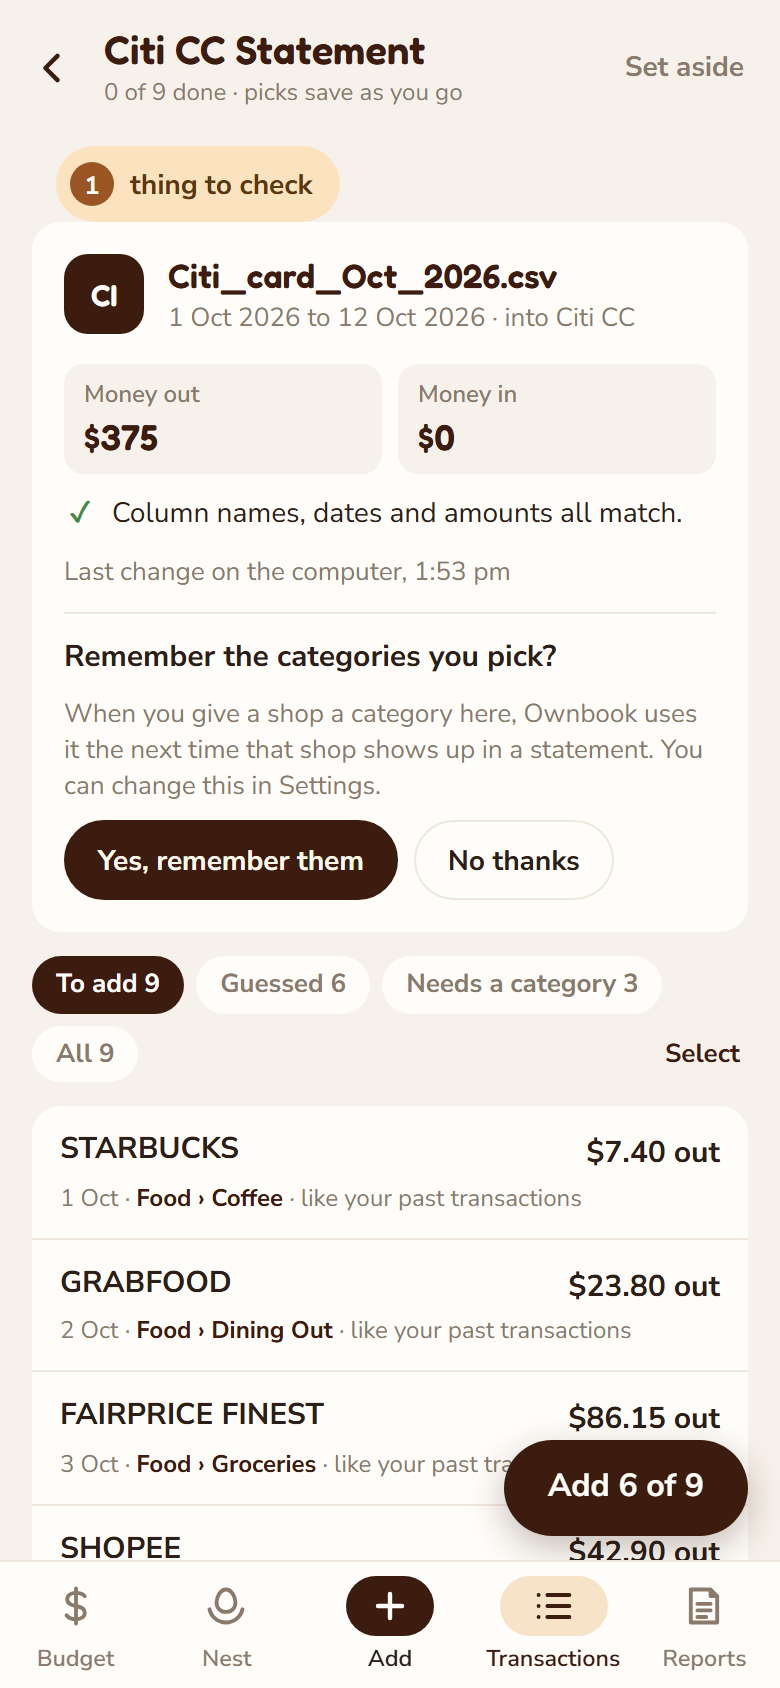 Citi CC Statement
0 of 9 done · picks save as you go
Set aside
1 thing to check
CI
Citi_card_Oct_2026.csv
1 Oct 2026 to 12 Oct 2026 · into Citi CC
Money out
$375
Money in
$0
✓ Column names, dates and amounts all match.
Last change on the computer, 1:53 pm
Remember the categories you pick?
When you give a shop a category here, Ownbook uses
it the next time that shop shows up in a statement. You
can change this in Settings.
Yes, remember them
No thanks
To add 9
Guessed 6
Needs a category 3
All 9
Select
STARBUCKS
$7.40 out
1 Oct · Food › Coffee · like your past transactions
GRABFOOD
$23.80 out
2 Oct · Food › Dining Out · like your past transactions
FAIRPRICE FINEST
$86.15 out
3 Oct · Food › Groceries · like your past tra
Add 6 of 9
SHOPEE
$42.90 out
Budget
Nest
Add
Transactions
Reports